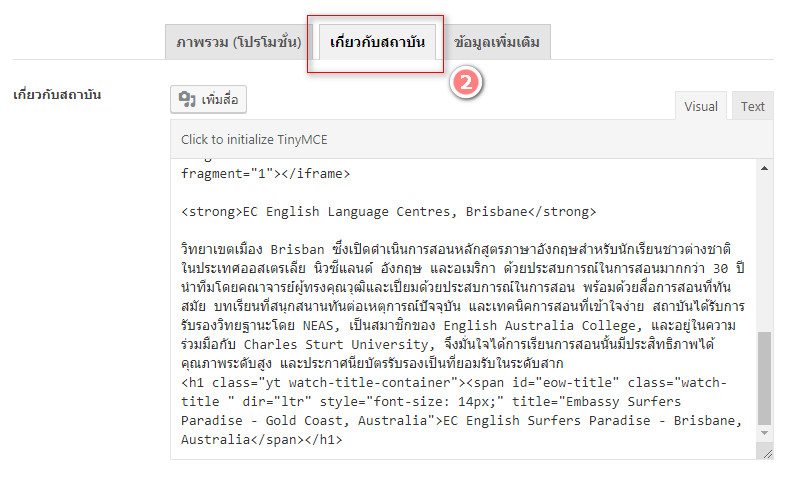 ภาพรวม (โปรโมชั่น) เกี่ยวกับสถาบัน ข้อมูลเพิ่มเติม
2
เกี่ยวกับสถาบัน
เพิ่มสื่อ
Visual Text
Click to initialize TinyMCE
fragment="1"></iframe>
<strong>EC English Language Centres, Brisbane</strong>
วิทยาเขตเมือง Brisban ซึ่งเปิดดำเนินการสอนหลักสูตรภาษาอังกฤษสำหรับนักเรียนชาวต่างชาติ
ในประเทศออสเตรเลีย นิวซีแลนด์ อังกฤษ และอเมริกา ด้วยประสบการณ์ในการสอนมากกว่า 30 ปี
นำทีมโดยคณาจารย์ผู้ทรงคุณวุฒิและเปี่ยมด้วยประสบการณ์ในการสอน พร้อมด้วยสื่อการสอนที่ทัน
สมัย บทเรียนที่สนุกสนานทันต่อเหตุการณ์ปัจจุบัน และเทคนิคการสอนที่เข้าใจง่าย สถาบันได้รับการ
รับรองวิทยฐานะโดย NEAS, เป็นสมาชิกของ English Australia College, และอยู่ในความ
ร่วมมือกับ Charles Sturt University, จึงมั่นใจได้การเรียนการสอนนั้นมีประสิทธิภาพได้
คุณภาพระดับสูง และประกาศนียบัตรรับรองเป็นที่ยอมรับในระดับสาก
<h1 class="yt watch-title-container"><span id="eow-title" class="watch-
title " dir="ltr" style="font-size: 14px;" title="Embassy Surfers
Paradise - Gold Coast, Australia">EC English Surfers Paradise - Brisbane,
Australia</span></h1>